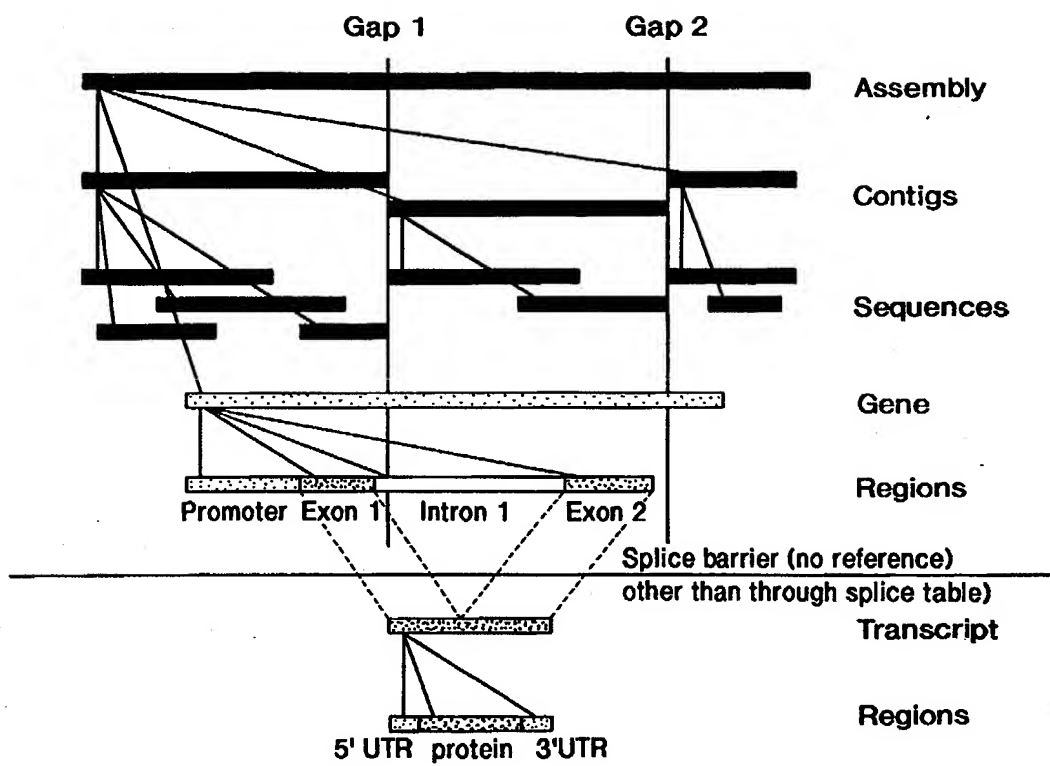 Gap 1
Gap 2
Assembly
Contigs
Sequences
Gene
Regions
Promoter
Exon 1
Intron 1
Exon 2
Splice barrier (no reference)
other than through splice table)
Transcript
Regions
5' UTR
protein
3'UTR